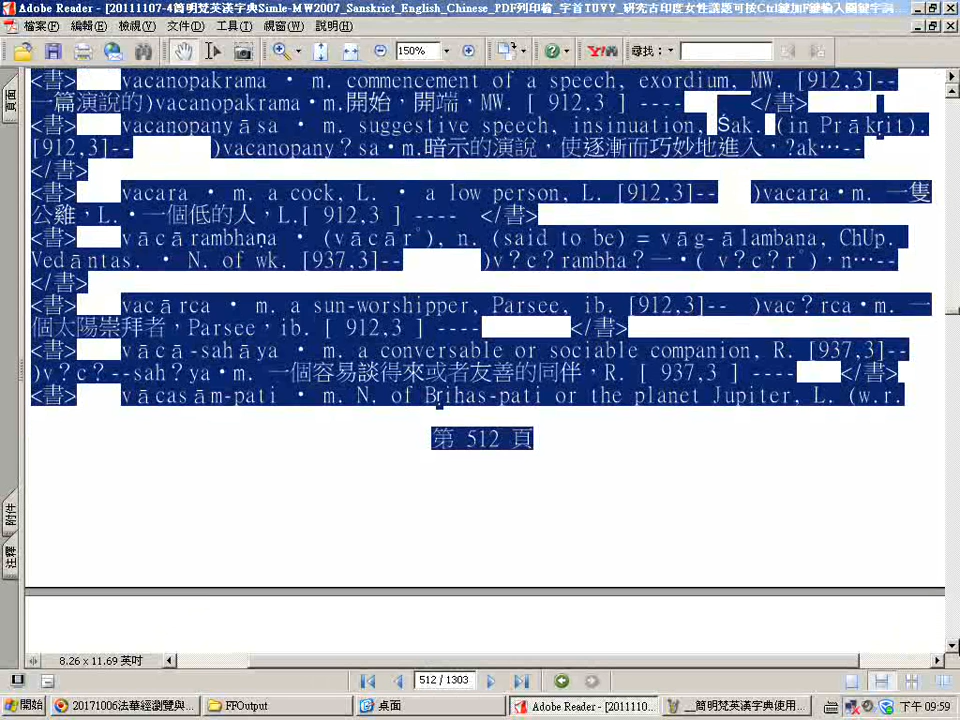 Adobe Reader - [20111107-4簡明梵英漢字典Simle-MW2007_Sanskrict_English_Chinese_PDF列印檔_字首TUVY_研究古印度女性議題可按Ctrl鍵加F鍵輸入關鍵字詞...
檔案(F) 編輯(E) 檢視(V) 文件(D) 工具(T) 視窗(W) 說明(H)
150% Y! 尋找：
頁面
<書> vacanopakrama • m. commencement of a speech, exordium, MW. [912,3]--
一篇演說的)vacanopakrama•m.開始，開端，MW. [ 912.3 ] ---- </書>
<書> vacanopanyāsa • m. suggestive speech, insinuation, Śak. (in Prākṛit).
[912,3]-- )vacanopany?sa•m.暗示的演說，使逐漸而巧妙地進入，?ak…--
</書>
<書> vacara • m. a cock, L. • a low person, L. [912,3]-- )vacara•m. 一隻
公雞，L.•一個低的人，L.[ 912.3 ] ---- </書>
<書> vācārambhaṇa • (vācār°), n. (said to be) = vāg-ālambana, ChUp.
Vedāntas. • N. of wk. [937,3]-- )v?c?rambha?一•( v?c?r°)，n…--
</書>
<書> vacārca • m. a sun-worshipper, Parsee, ib. [912,3]-- )vac?rca•m. 一
個太陽崇拜者，Parsee，ib. [ 912,3 ] ---- </書>
<書> vācā-sahāya • m. a conversable or sociable companion, R. [937,3]--
)v?c?--sah?ya•m. 一個容易談得來或者友善的同伴，R. [ 937,3 ] ---- </書>
<書> vācasām-pati • m. N. of Bṛihas-pati or the planet Jupiter, L. (w.r.
第 512 頁
附件
注釋
8.26 x 11.69 英吋
512 / 1303
開始 20171006法華經瀏覽與... FFOutput 桌面 Adobe Reader - [2011... __簡明梵英漢字典使用... 下午 09:59